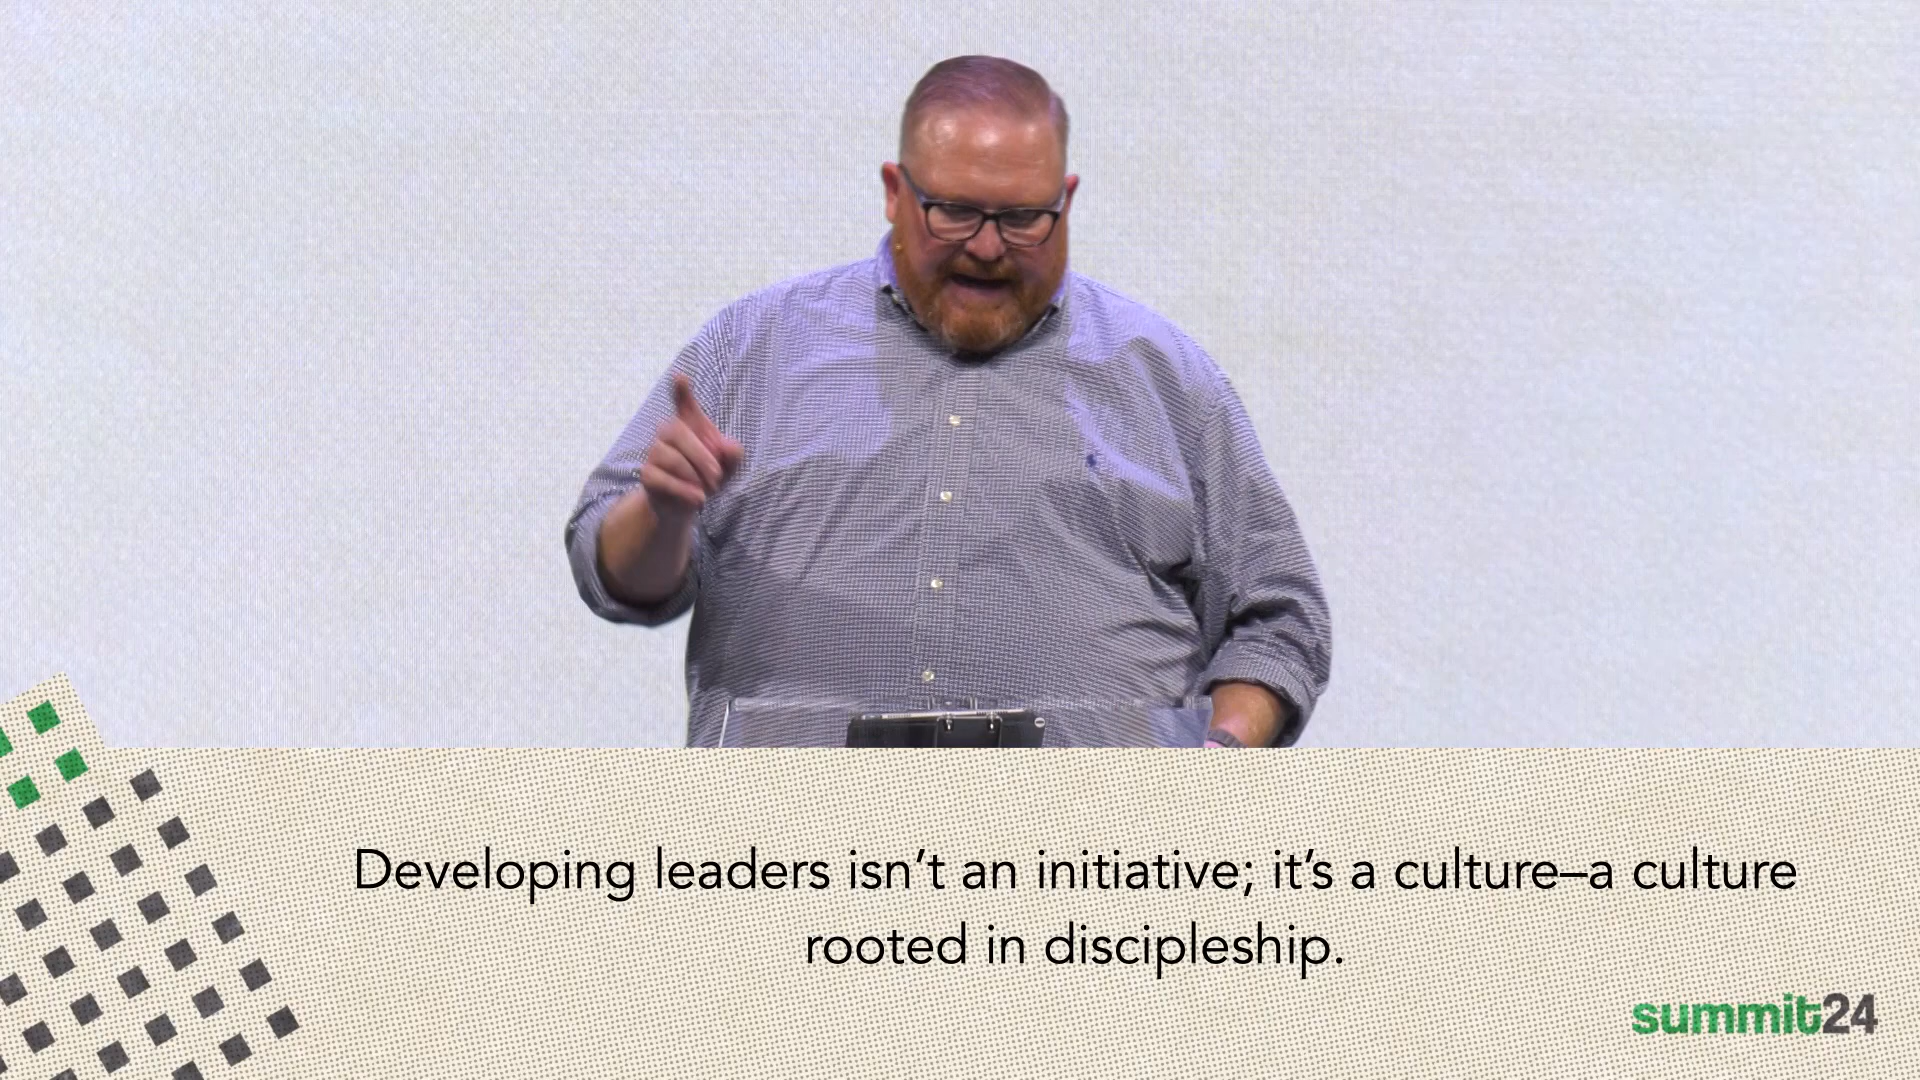 Developing leaders isn’t an initiative; it’s a culture–a culture
rooted in discipleship.
summit24